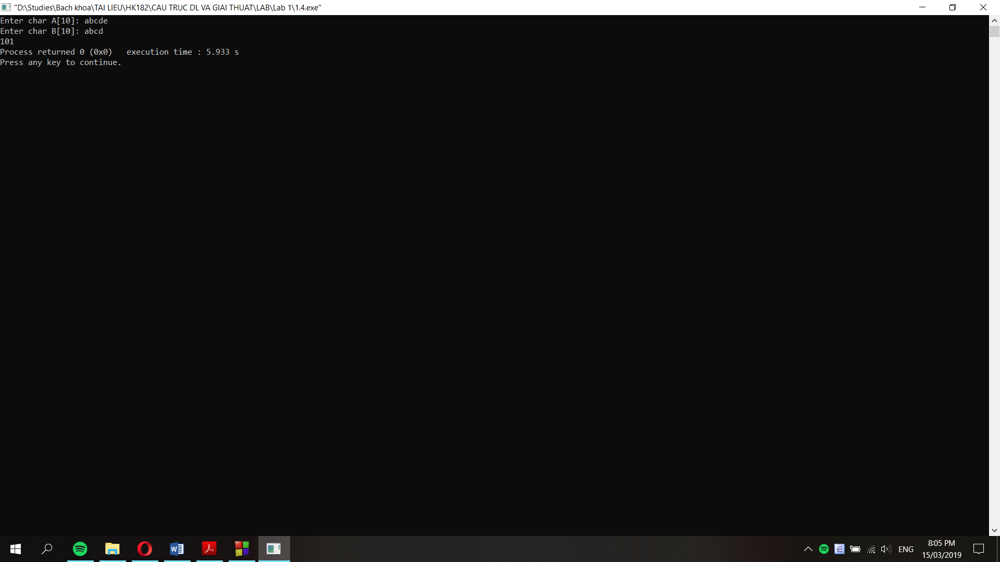 "D:\Studies\Bach khoa\TAI LIEU\HK182\CAU TRUC DL VA GIAI THUAT\LAB\Lab 1\1.4.exe"
Enter char A[10]: abcde
Enter char B[10]: abcd
101
Process returned 0 (0x0)   execution time : 5.933 s
Press any key to continue.
ENG
8:05 PM
15/03/2019